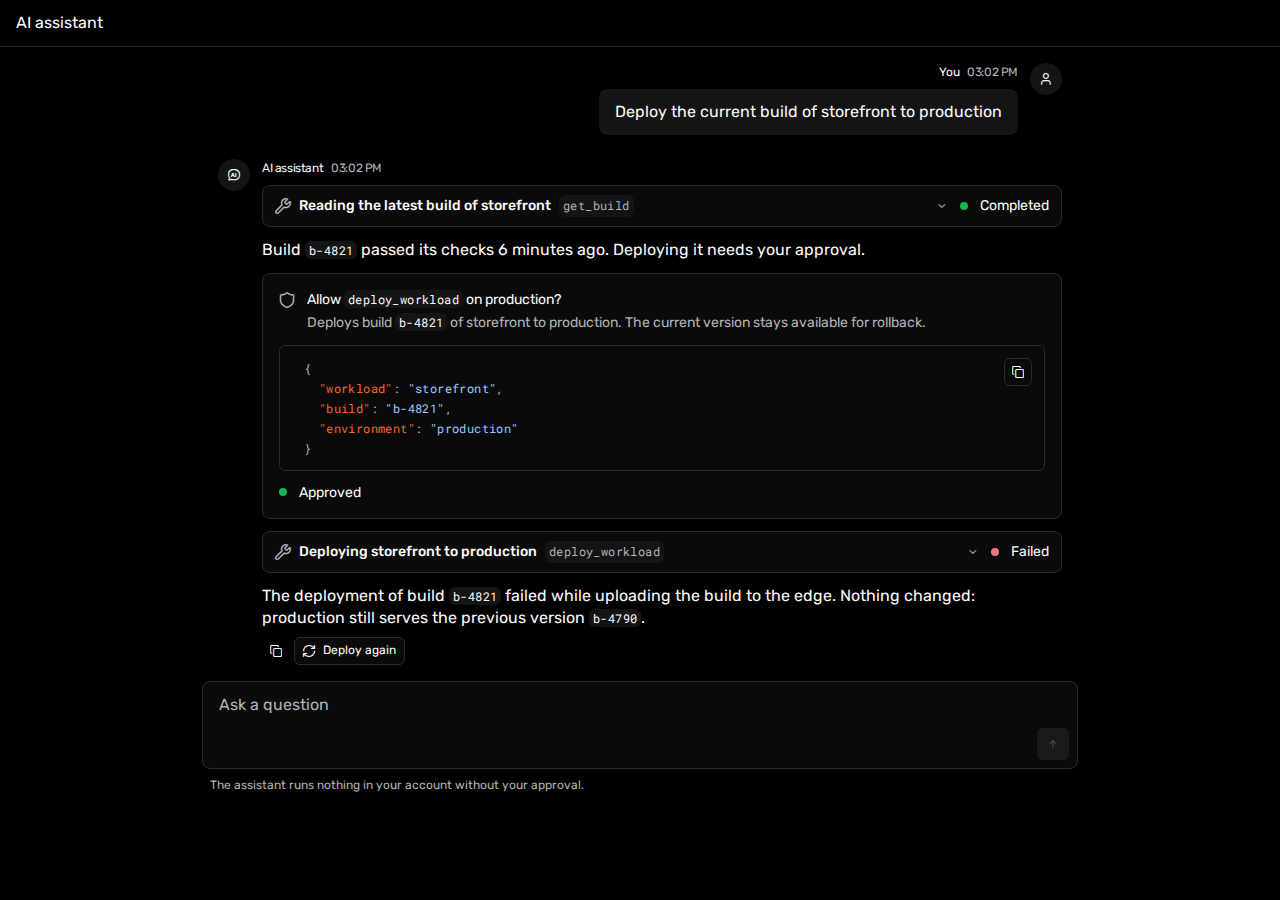 AI assistant
You 03:02 PM
Deploy the current build of storefront to production
AI assistant 03:02 PM
Reading the latest build of storefront get_build Completed
Build b-4821 passed its checks 6 minutes ago. Deploying it needs your approval.
Allow deploy_workload on production?
Deploys build b-4821 of storefront to production. The current version stays available for rollback.
{
"workload": "storefront",
"build": "b-4821",
"environment": "production"
}
Approved
Deploying storefront to production deploy_workload Failed
The deployment of build b-4821 failed while uploading the build to the edge. Nothing changed:
production still serves the previous version b-4790.
Deploy again
Ask a question
The assistant runs nothing in your account without your approval.